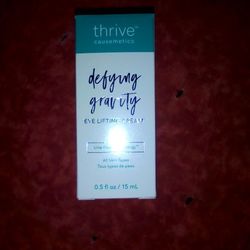 thrive™
causemetics
defying
gravity
EYE LIFTING CREAM
All Skin Types
Tous types de peau
0.5 fl oz / 15 mL